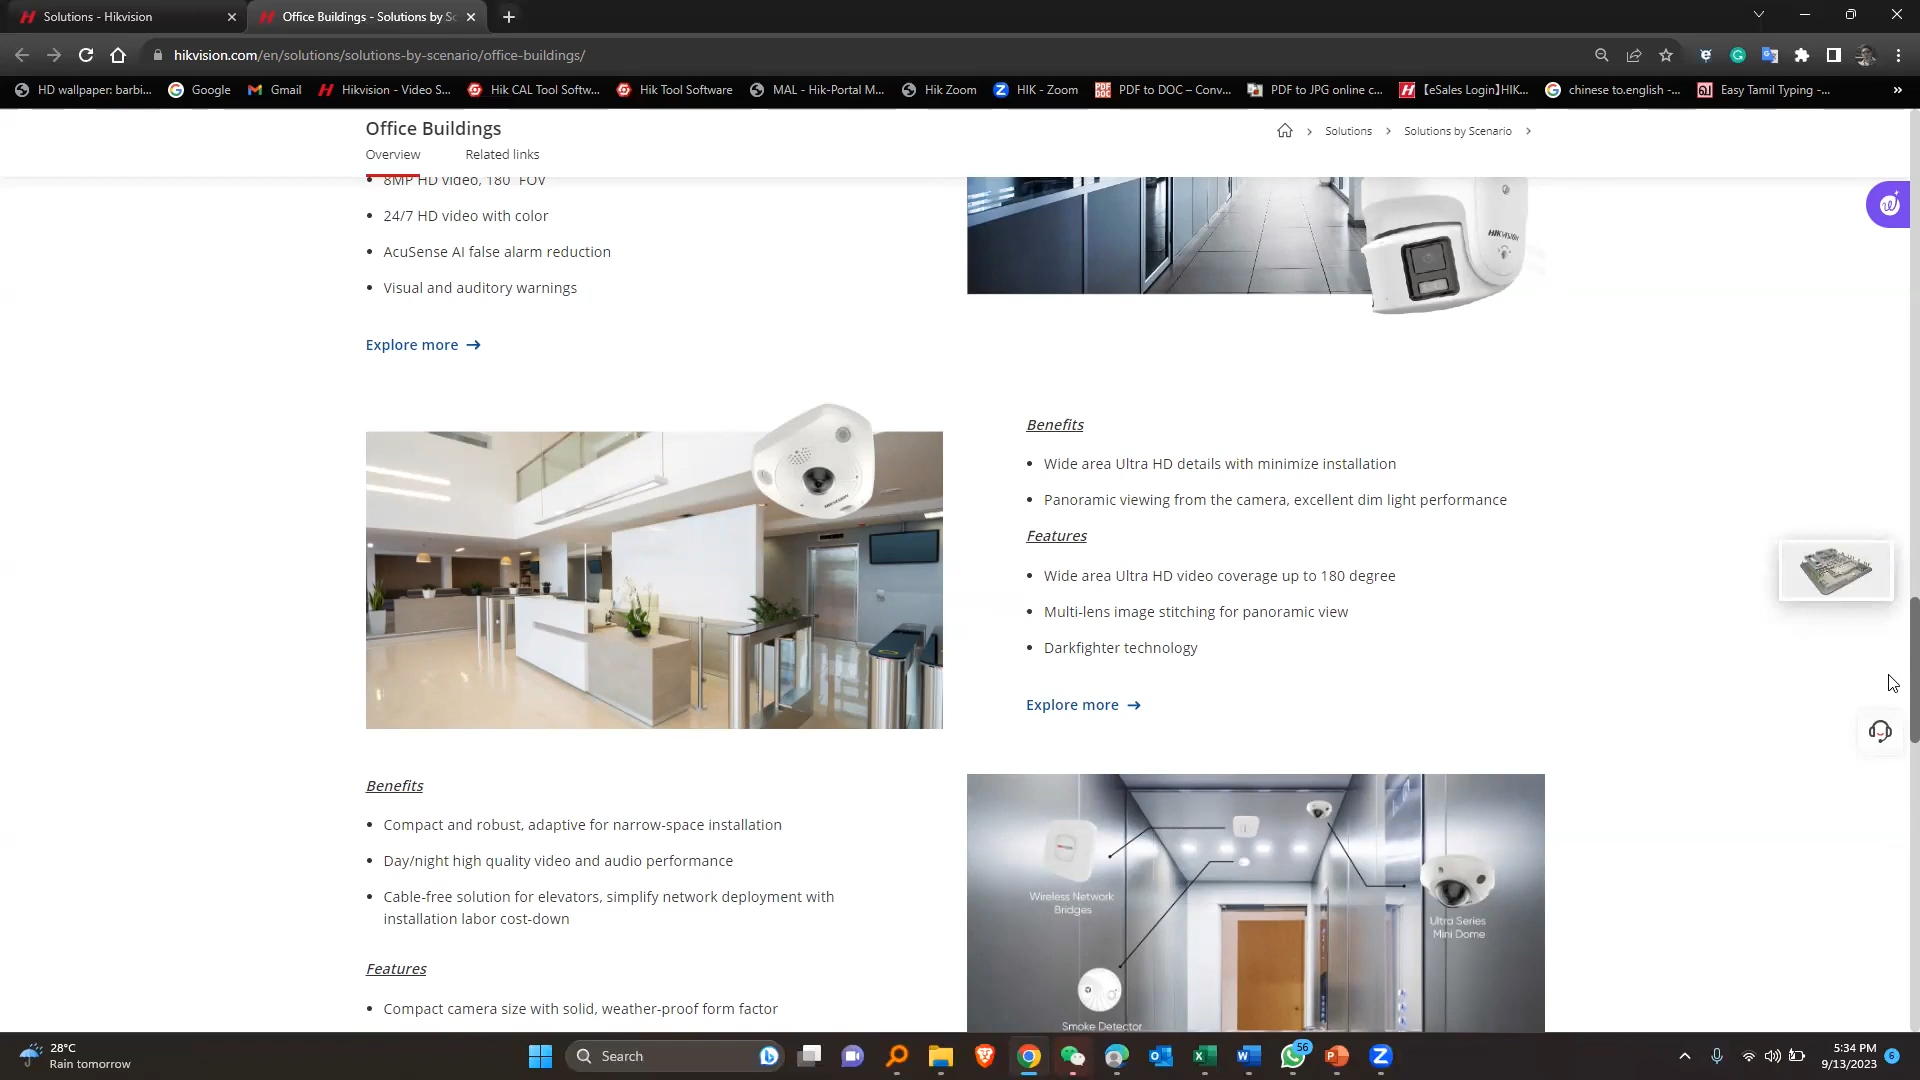 Solutions - Hikvision
Office Buildings - Solutions by Sc
hikvision.com/en/solutions/solutions-by-scenario/office-buildings/
HD wallpaper: barbi...
Google
Gmail
Hikvision - Video S...
Hik CAL Tool Softw...
Hik Tool Software
MAL - Hik-Portal M...
Hik Zoom
HIK - Zoom
PDF to DOC – Conv...
PDF to JPG online c...
【eSales Login】HIK...
chinese to.english -...
Easy Tamil Typing -...
»
Office Buildings
Solutions
Solutions by Scenario
Overview
Related links
8MP HD video, 180° FOV
24/7 HD video with color
AcuSense AI false alarm reduction
Visual and auditory warnings
Explore more
HIKVISION
HIKVISION
Benefits
Wide area Ultra HD details with minimize installation
Panoramic viewing from the camera, excellent dim light performance
Features
Wide area Ultra HD video coverage up to 180 degree
Multi-lens image stitching for panoramic view
Darkfighter technology
Explore more
Benefits
Compact and robust, adaptive for narrow-space installation
Day/night high quality video and audio performance
Cable-free solution for elevators, simplify network deployment with
installation labor cost-down
Features
Compact camera size with solid, weather-proof form factor
Wireless Network
Bridges
Ultra Series
Mini Dome
Smoke Detector
28°C
Rain tomorrow
Search
56
5:34 PM
9/13/2023
6